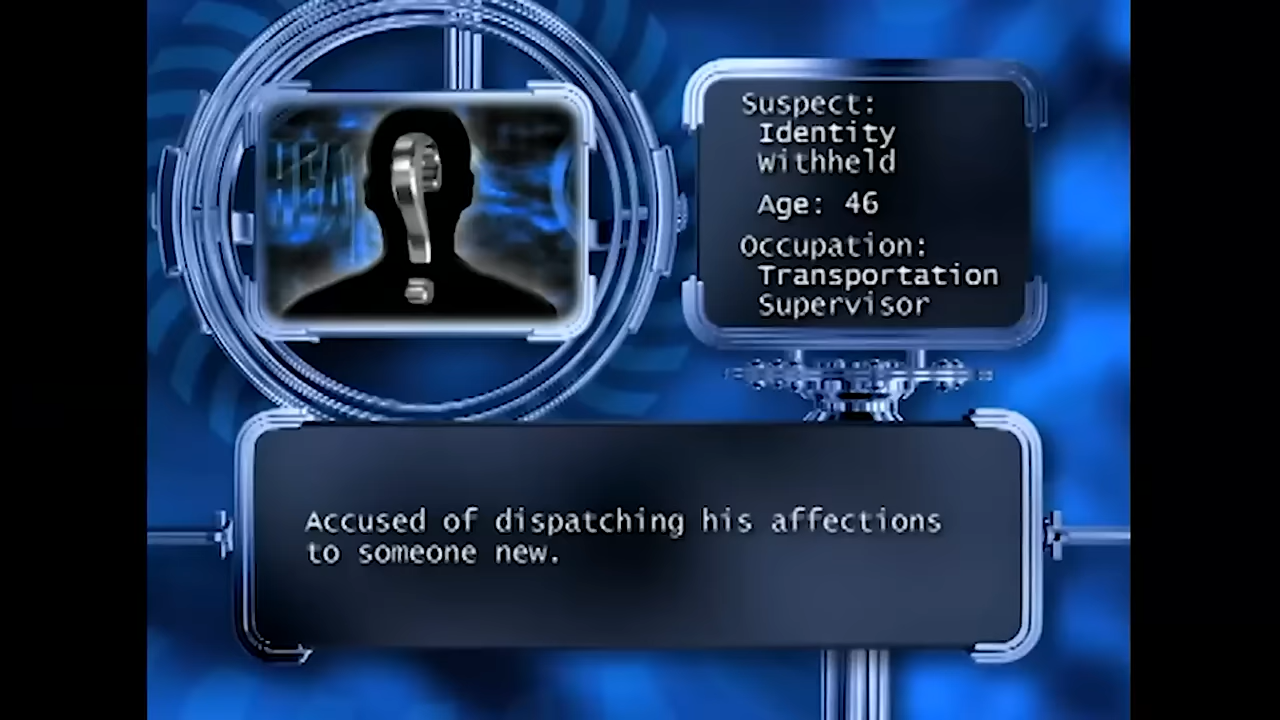 Suspect:
Identity
Withheld
Age: 46
Occupation:
Transportation
Supervisor
Accused of dispatching his affections
to someone new.